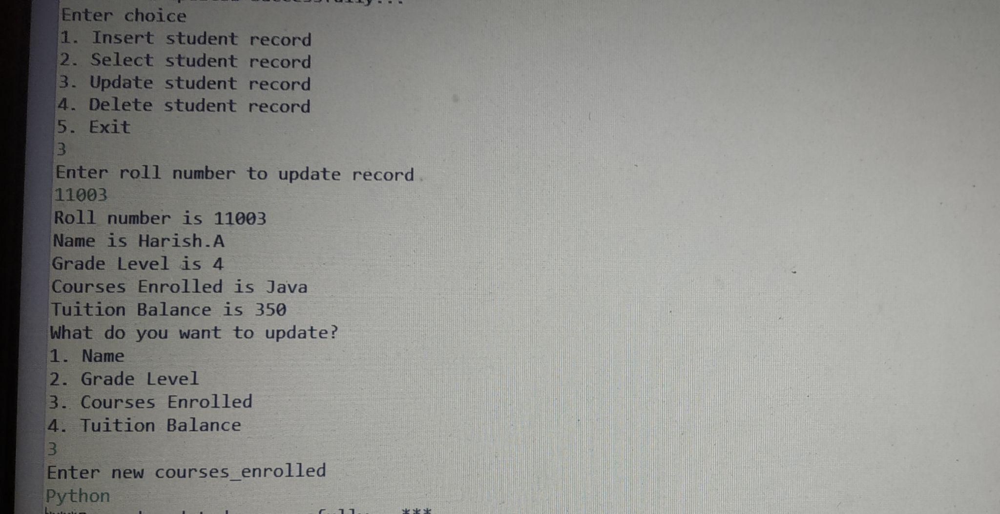 Enter choice
1. Insert student record
2. Select student record
3. Update student record
4. Delete student record
5. Exit
3
Enter roll number to update record
11003
Roll number is 11003
Name is Harish.A
Grade Level is 4
Courses Enrolled is Java
Tuition Balance is 350
What do you want to update?
1. Name
2. Grade Level
3. Courses Enrolled
4. Tuition Balance
3
Enter new courses_enrolled
Python
***